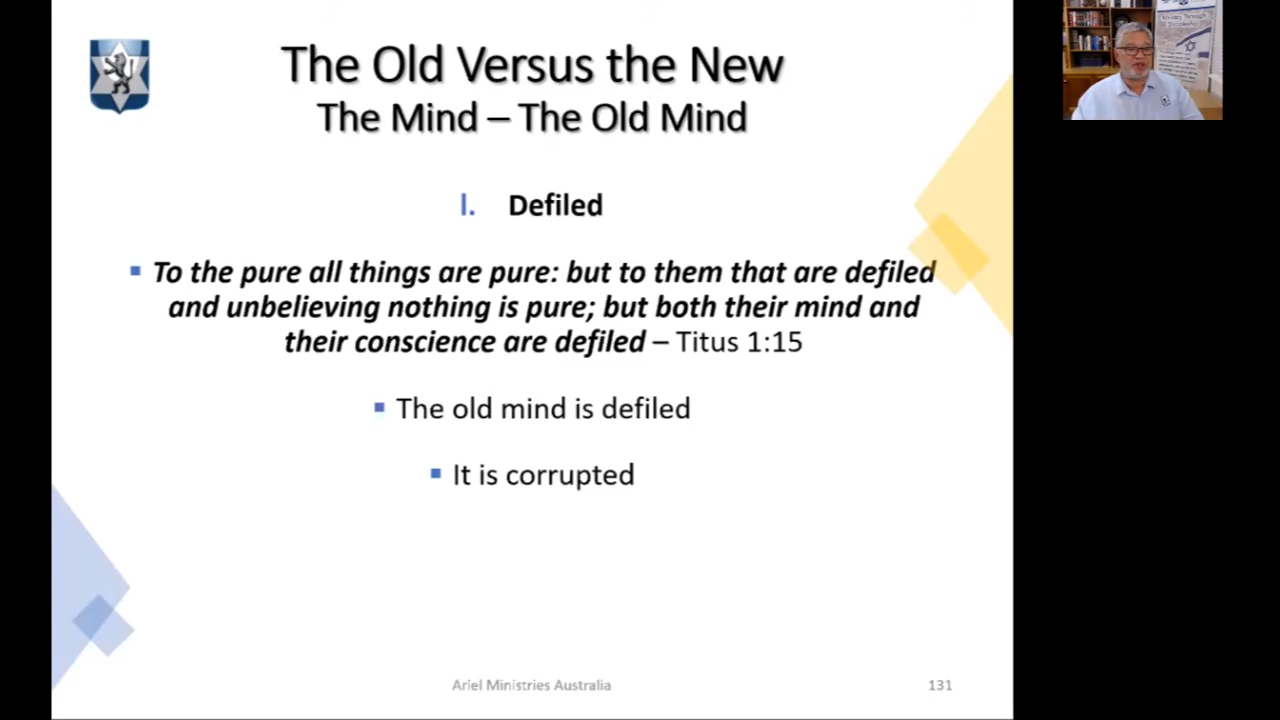 The Old Versus the New
The Mind – The Old Mind
I. Defiled
▪ To the pure all things are pure: but to them that are defiled
and unbelieving nothing is pure; but both their mind and
their conscience are defiled – Titus 1:15
▪ The old mind is defiled
▪ It is corrupted
Ariel Ministries Australia
131